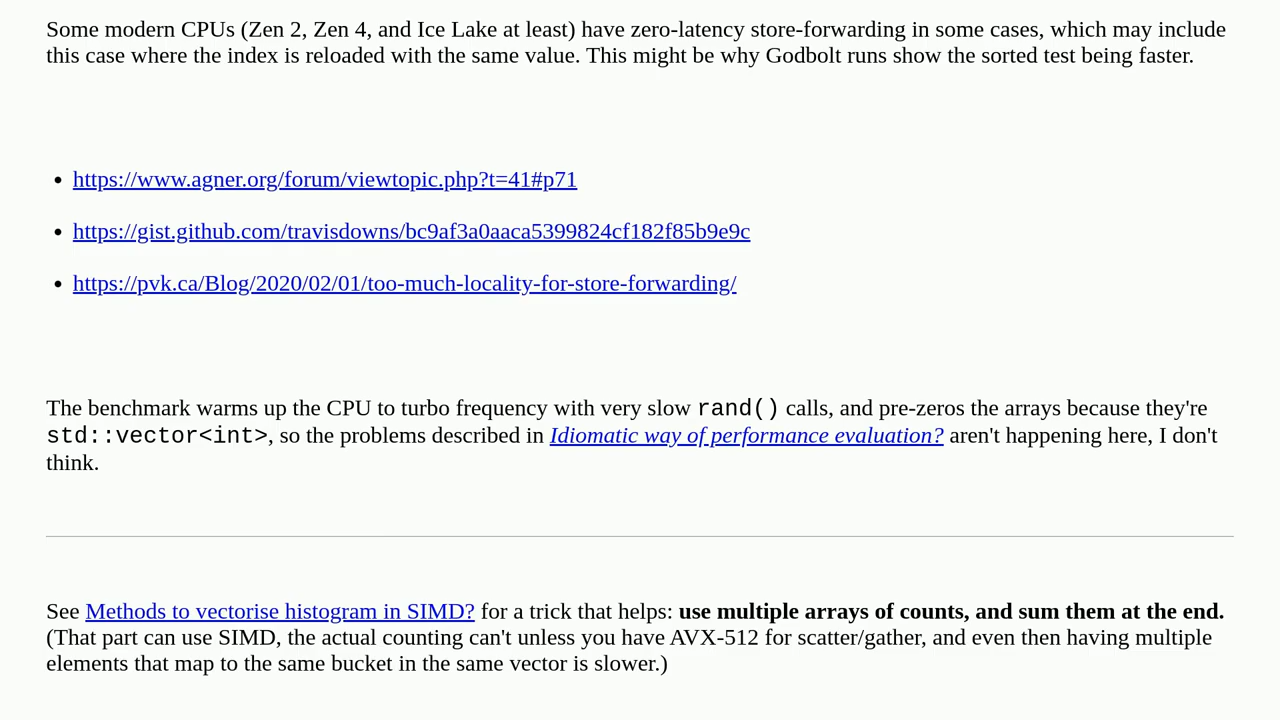 Some modern CPUs (Zen 2, Zen 4, and Ice Lake at least) have zero-latency store-forwarding in some cases, which may include
this case where the index is reloaded with the same value. This might be why Godbolt runs show the sorted test being faster.
• https://www.agner.org/forum/viewtopic.php?t=41#p71
• https://gist.github.com/travisdowns/bc9af3a0aaca5399824cf182f85b9e9c
• https://pvk.ca/Blog/2020/02/01/too-much-locality-for-store-forwarding/
The benchmark warms up the CPU to turbo frequency with very slow rand() calls, and pre-zeros the arrays because they're
std::vector<int>, so the problems described in Idiomatic way of performance evaluation? aren't happening here, I don't
think.
See Methods to vectorise histogram in SIMD? for a trick that helps: use multiple arrays of counts, and sum them at the end.
(That part can use SIMD, the actual counting can't unless you have AVX-512 for scatter/gather, and even then having multiple
elements that map to the same bucket in the same vector is slower.)